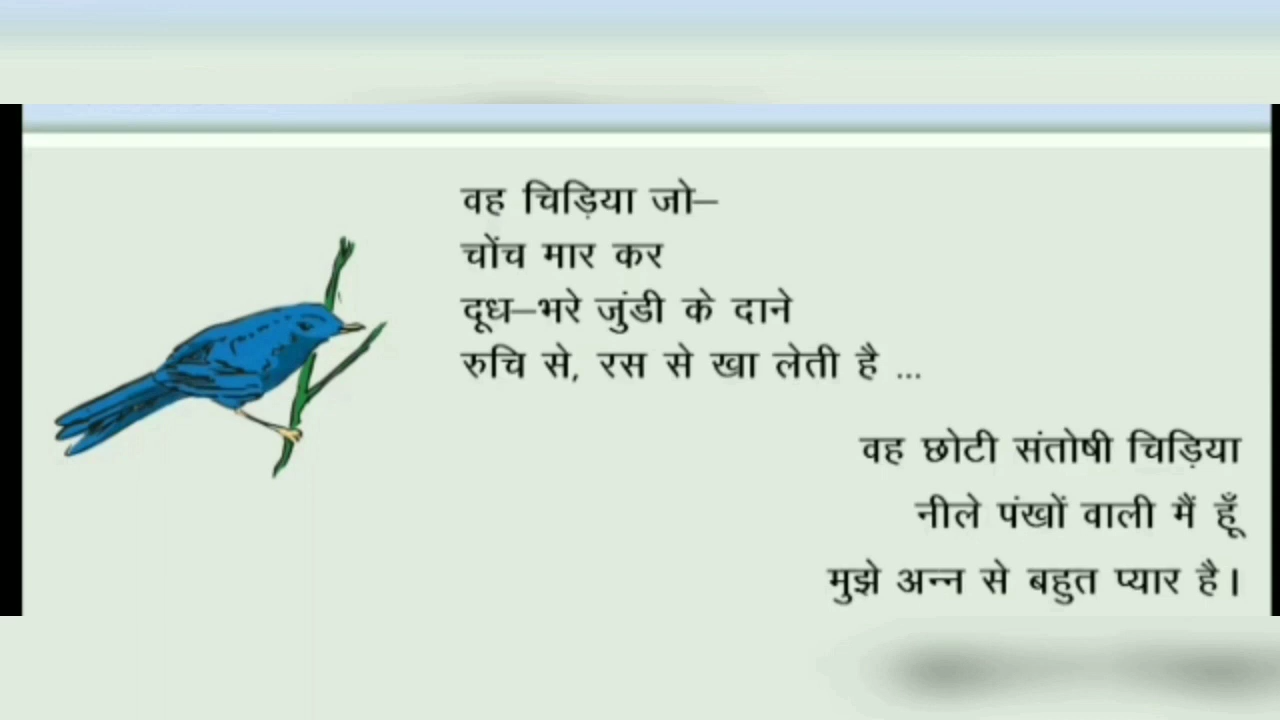 वह चिड़िया जो–
चोंच मार कर
दूध–भरे जुंडी के दाने
रुचि से, रस से खा लेती है ...
वह छोटी संतोषी चिड़िया
नीले पंखों वाली मैं हूँ
मुझे अन्न से बहुत प्यार है।